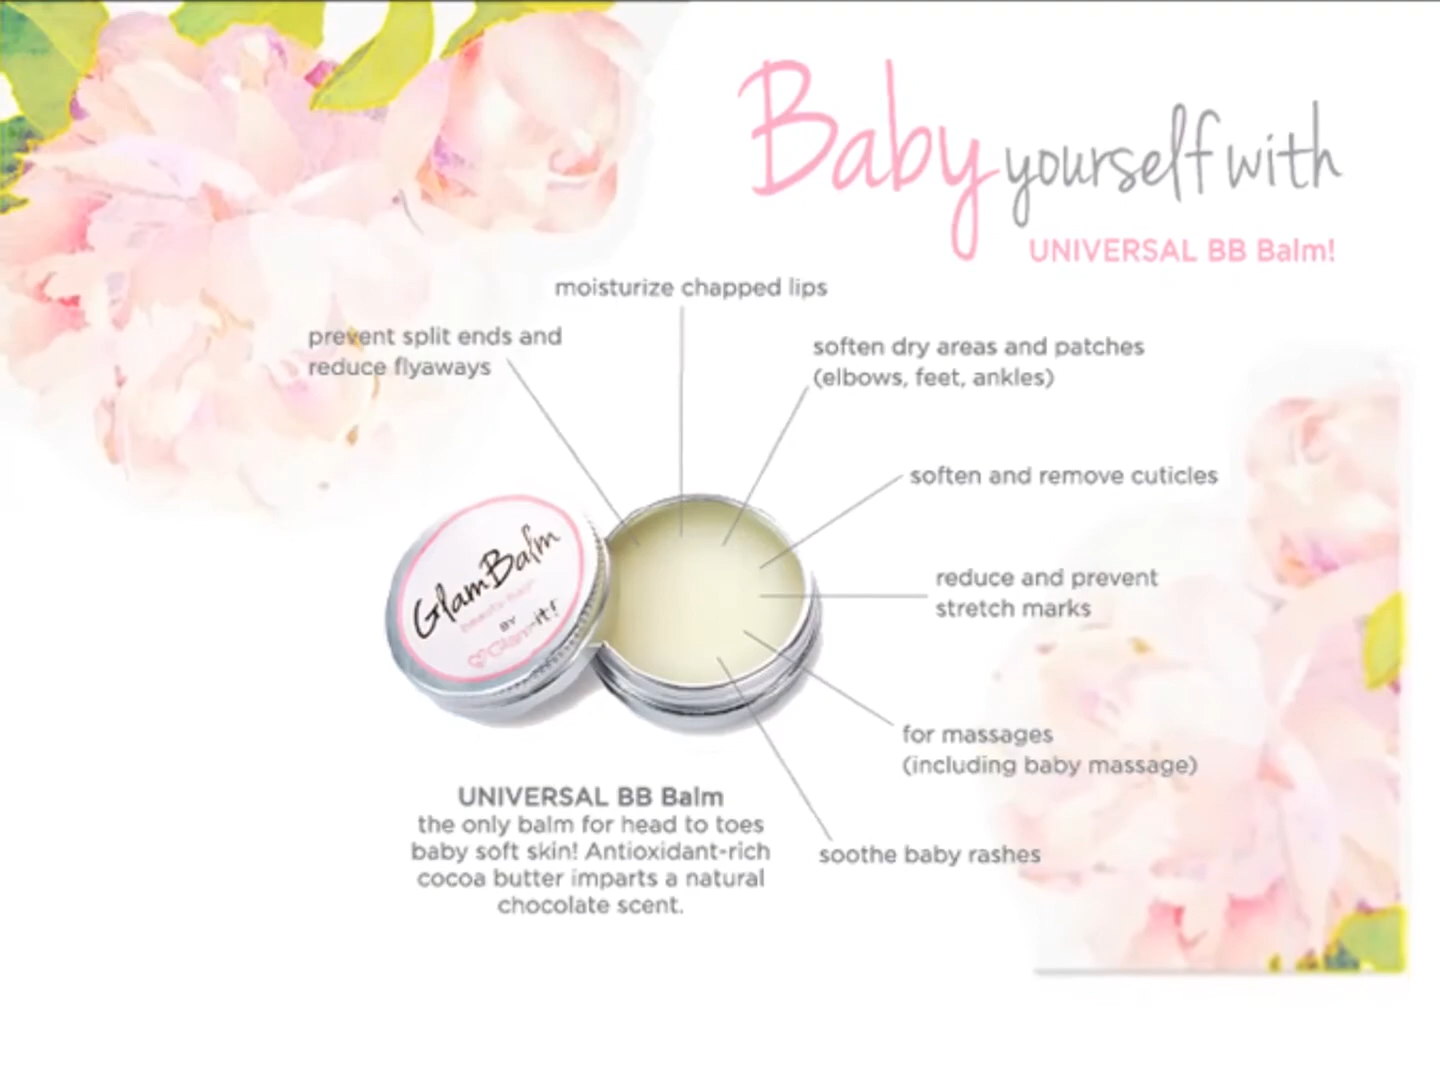 Baby yourself with
UNIVERSAL BB Balm!
moisturize chapped lips
prevent split ends and
reduce flyaways
soften dry areas and patches
(elbows, feet, ankles)
soften and remove cuticles
reduce and prevent
stretch marks
for massages
(including baby massage)
soothe baby rashes
GlamBalm
BY
Glam-it!
UNIVERSAL BB Balm
the only balm for head to toes
baby soft skin! Antioxidant-rich
cocoa butter imparts a natural
chocolate scent.